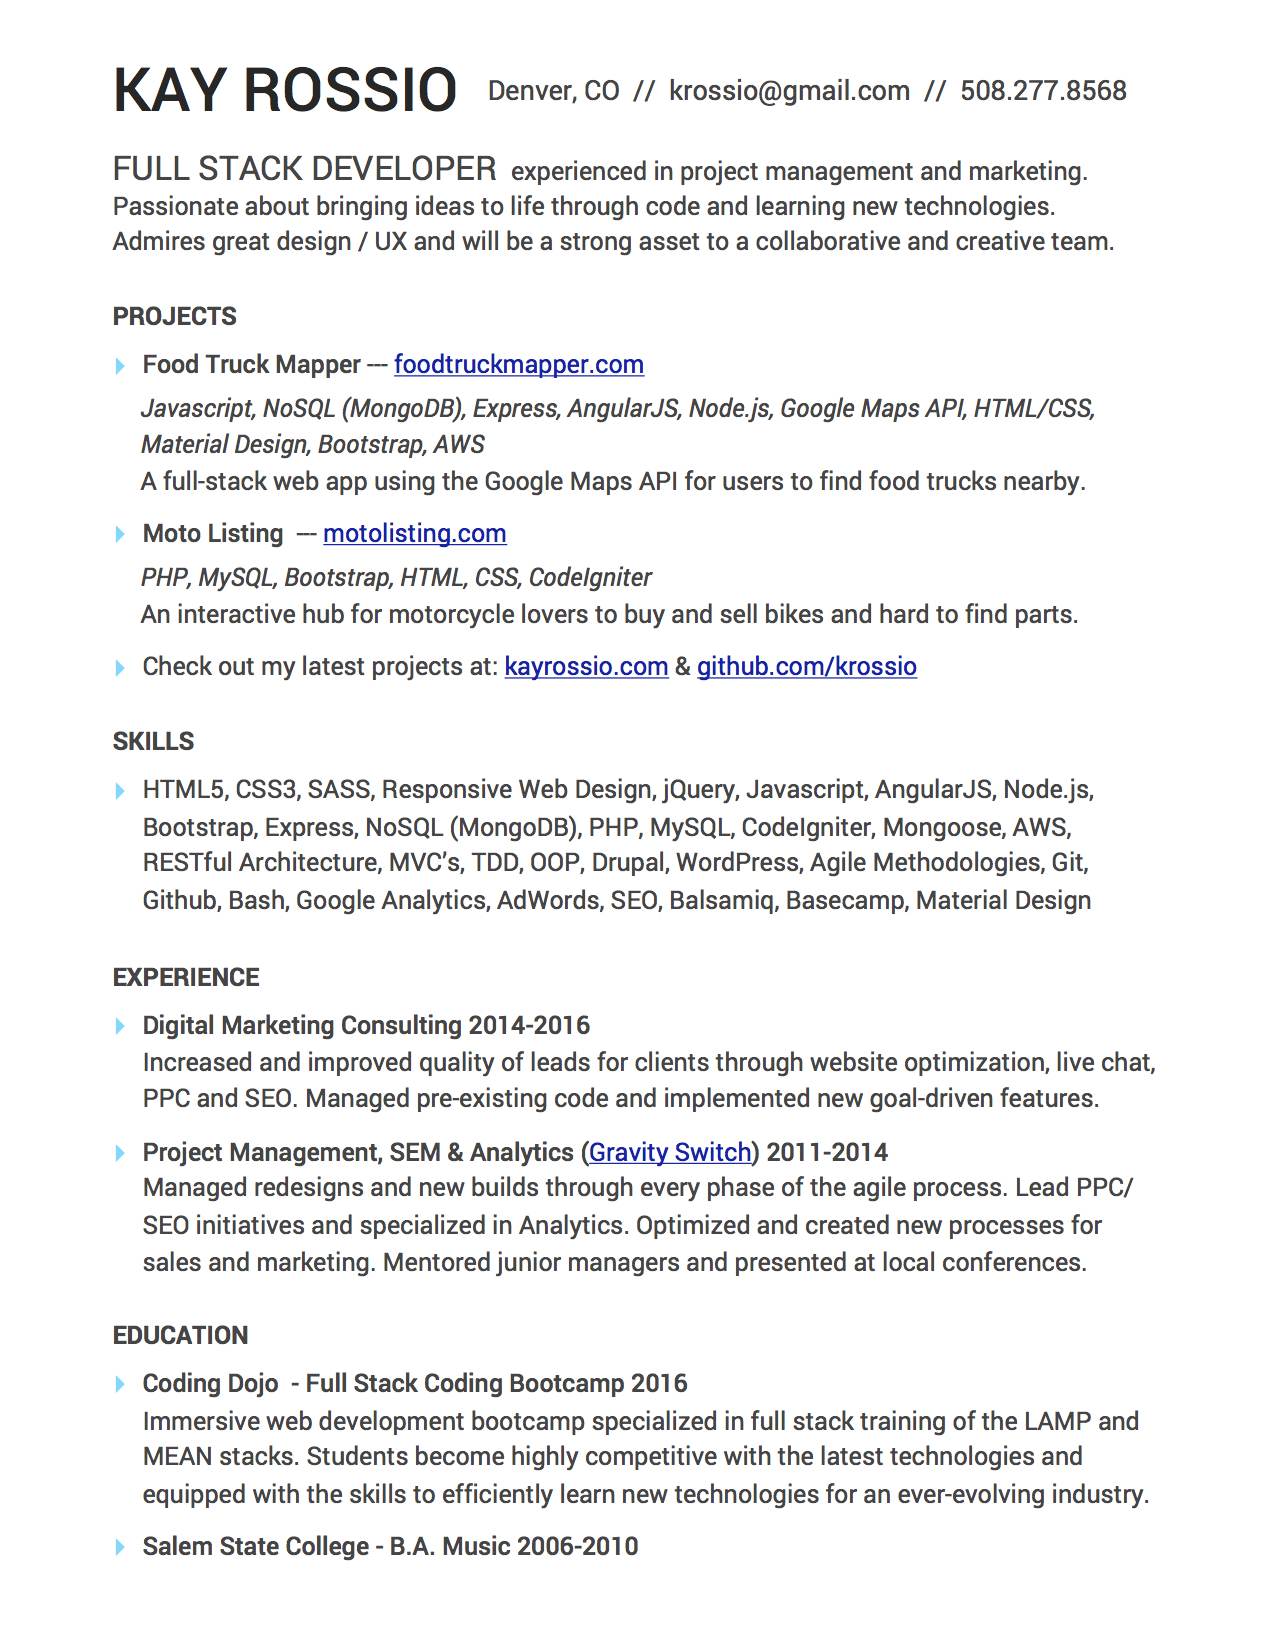 KAY ROSSIO Denver, CO // krossio@gmail.com // 508.277.8568
FULL STACK DEVELOPER experienced in project management and marketing.
Passionate about bringing ideas to life through code and learning new technologies.
Admires great design / UX and will be a strong asset to a collaborative and creative team.
PROJECTS
Food Truck Mapper --- foodtruckmapper.com
Javascript, NoSQL (MongoDB), Express, AngularJS, Node.js, Google Maps API, HTML/CSS,
Material Design, Bootstrap, AWS
A full-stack web app using the Google Maps API for users to find food trucks nearby.
Moto Listing --- motolisting.com
PHP, MySQL, Bootstrap, HTML, CSS, CodeIgniter
An interactive hub for motorcycle lovers to buy and sell bikes and hard to find parts.
Check out my latest projects at: kayrossio.com & github.com/krossio
SKILLS
HTML5, CSS3, SASS, Responsive Web Design, jQuery, Javascript, AngularJS, Node.js,
Bootstrap, Express, NoSQL (MongoDB), PHP, MySQL, CodeIgniter, Mongoose, AWS,
RESTful Architecture, MVC's, TDD, OOP, Drupal, WordPress, Agile Methodologies, Git,
Github, Bash, Google Analytics, AdWords, SEO, Balsamiq, Basecamp, Material Design
EXPERIENCE
Digital Marketing Consulting 2014-2016
Increased and improved quality of leads for clients through website optimization, live chat,
PPC and SEO. Managed pre-existing code and implemented new goal-driven features.
Project Management, SEM & Analytics (Gravity Switch) 2011-2014
Managed redesigns and new builds through every phase of the agile process. Lead PPC/
SEO initiatives and specialized in Analytics. Optimized and created new processes for
sales and marketing. Mentored junior managers and presented at local conferences.
EDUCATION
Coding Dojo - Full Stack Coding Bootcamp 2016
Immersive web development bootcamp specialized in full stack training of the LAMP and
MEAN stacks. Students become highly competitive with the latest technologies and
equipped with the skills to efficiently learn new technologies for an ever-evolving industry.
Salem State College - B.A. Music 2006-2010